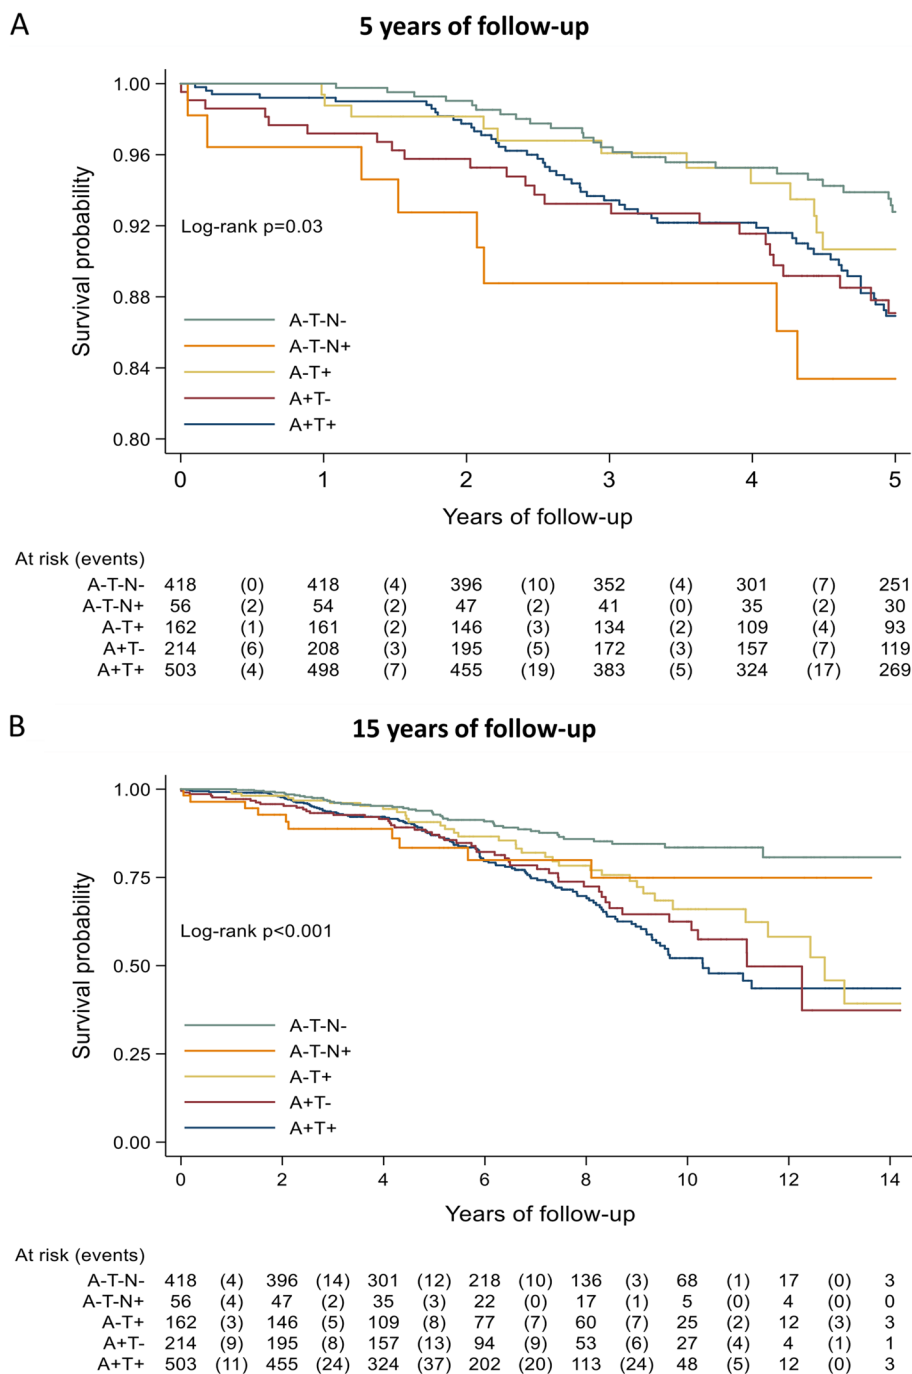 A
5 years of follow-up
1.00
0.96
0.92
0.88
0.84
0.80
Survival probability
Log-rank p=0.03
A-T-N-
A-T-N+
A-T+
A+T-
A+T+
0 1 2 3 4 5
Years of follow-up
At risk (events)
A-T-N- 418 (0) 418 (4) 396 (10) 352 (4) 301 (7) 251
A-T-N+ 56 (2) 54 (2) 47 (2) 41 (0) 35 (2) 30
A-T+ 162 (1) 161 (2) 146 (3) 134 (2) 109 (4) 93
A+T- 214 (6) 208 (3) 195 (5) 172 (3) 157 (7) 119
A+T+ 503 (4) 498 (7) 455 (19) 383 (5) 324 (17) 269
B
15 years of follow-up
1.00
0.75
0.50
0.25
0.00
Survival probability
Log-rank p<0.001
A-T-N-
A-T-N+
A-T+
A+T-
A+T+
0 2 4 6 8 10 12 14
Years of follow-up
At risk (events)
A-T-N- 418 (4) 396 (14) 301 (12) 218 (10) 136 (3) 68 (1) 17 (0) 3
A-T-N+ 56 (4) 47 (2) 35 (3) 22 (0) 17 (1) 5 (0) 4 (0) 0
A-T+ 162 (3) 146 (5) 109 (8) 77 (7) 60 (7) 25 (2) 12 (3) 3
A+T- 214 (9) 195 (8) 157 (13) 94 (9) 53 (6) 27 (4) 4 (1) 1
A+T+ 503 (11) 455 (24) 324 (37) 202 (20) 113 (24) 48 (5) 12 (0) 3